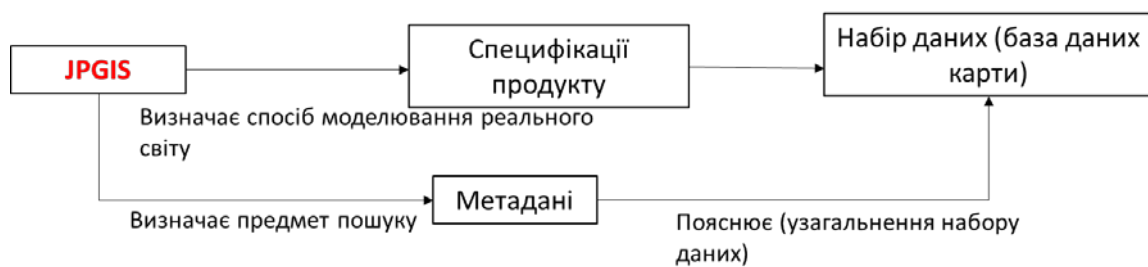 JPGIS
Специфікації
продукту
Набір даних (база даних
карти)
Визначає спосіб моделювання реального
світу
Метадані
Визначає предмет пошуку
Пояснює (узагальнення набору
даних)